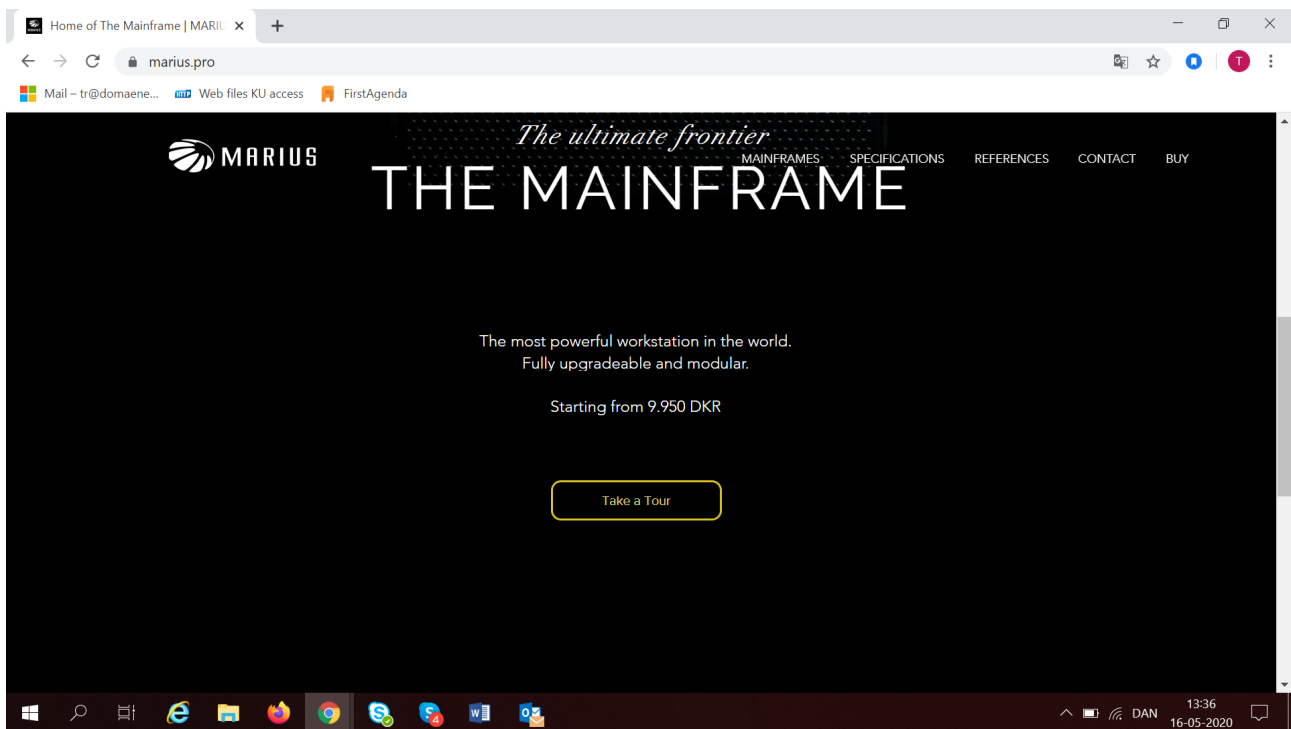 Home of The Mainframe | MARIU
marius.pro
Mail – tr@domaene...
Web files KU access
FirstAgenda
T
MARIUS
The ultimate frontier
MAINFRAMES
SPECIFICATIONS
REFERENCES
CONTACT
BUY
THE MAINFRAME
The most powerful workstation in the world.
Fully upgradeable and modular.
Starting from 9.950 DKR
Take a Tour
DAN
13:36
16-05-2020